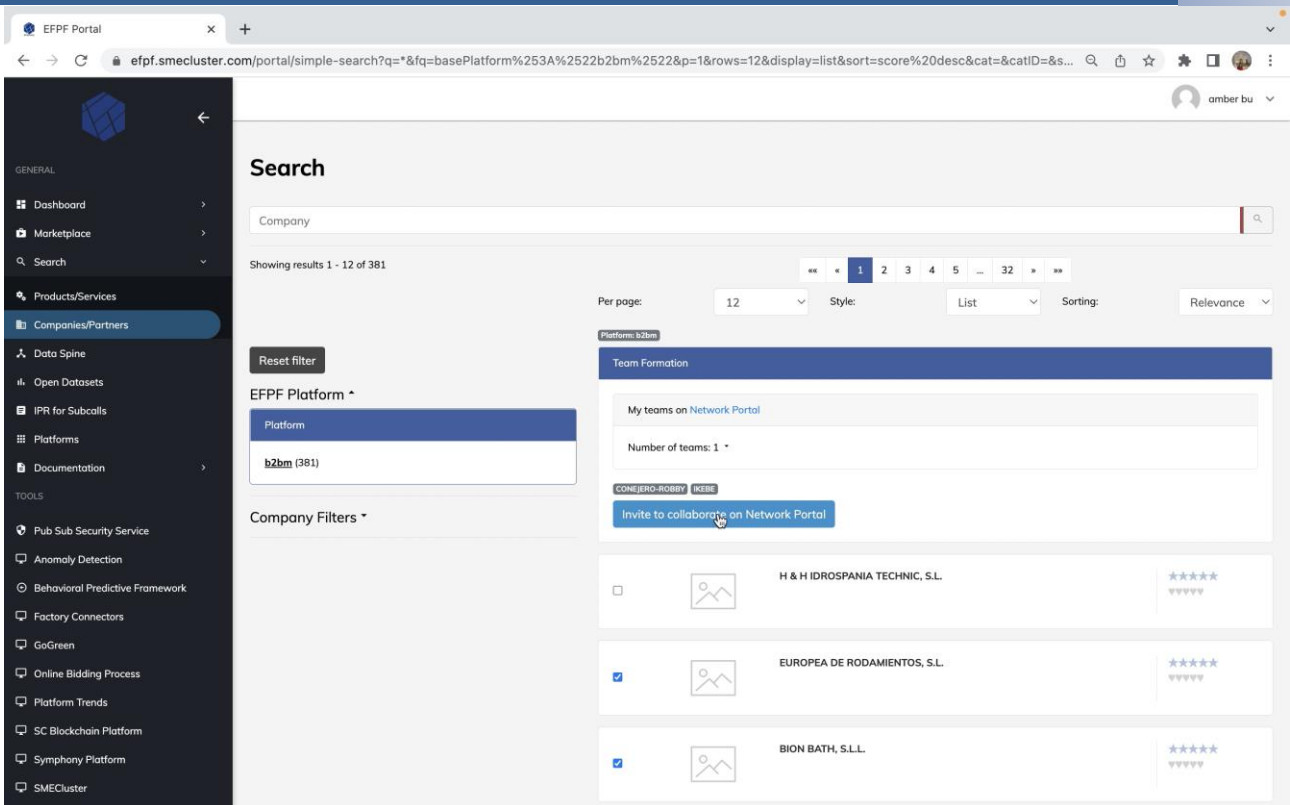 EFPF Portal
efpf.smecluster.com/portal/simple-search?q=*&fq=basePlatform%253A%2522b2bm%2522&p=1&rows=12&display=list&sort=score%20desc&cat=&catID=&s...
amber bu
GENERAL
Dashboard
Marketplace
Search
Products/Services
Companies/Partners
Data Spine
Open Datasets
IPR for Subcalls
Platforms
Documentation
TOOLS
Pub Sub Security Service
Anomaly Detection
Behavioral Predictive Framework
Factory Connectors
GoGreen
Online Bidding Process
Platform Trends
SC Blockchain Platform
Symphony Platform
SMECluster
Search
Company
Showing results 1 - 12 of 381
«« « 1 2 3 4 5 ... 32 » »»
Per page: 12 Style: List Sorting: Relevance
Reset filter
EFPF Platform
Platform
b2bm (381)
Company Filters
Platform: b2bm
Team Formation
My teams on Network Portal
Number of teams: 1
CONEJERO-ROBBY IKEBE
Invite to collaborate on Network Portal
H & H IDROSPANIA TECHNIC, S.L.
EUROPEA DE RODAMIENTOS, S.L.
BION BATH, S.L.L.